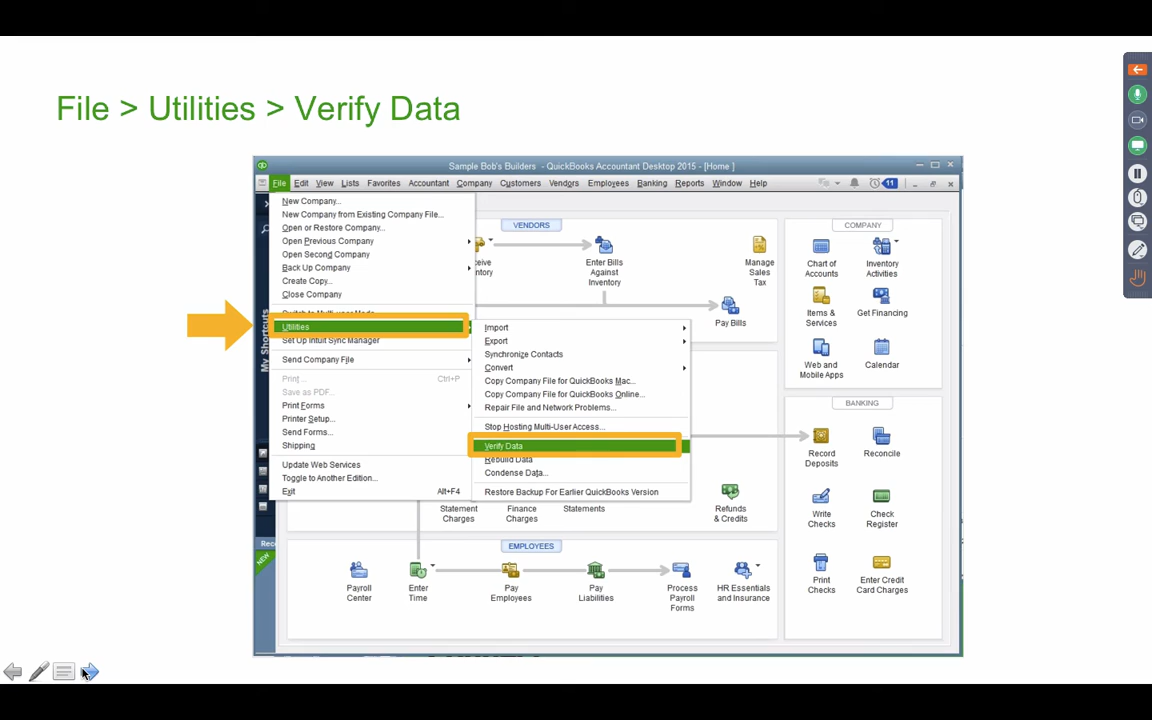 File > Utilities > Verify Data
Sample Bob's Builders - QuickBooks Accountant Desktop 2015 - [Home ]
File Edit View Lists Favorites Accountant Company Customers Vendors Employees Banking Reports Window Help
11
New Company...
New Company from Existing Company File...
Open or Restore Company...
Open Previous Company
Open Second Company
Back Up Company
Create Copy...
Close Company
Switch to Multi-user Mode
Utilities
Set Up Intuit Sync Manager
Send Company File
Print... Ctrl+P
Save as PDF...
Print Forms
Printer Setup...
Send Forms...
Shipping
Update Web Services
Toggle to Another Edition...
Exit Alt+F4
Import
Export
Synchronize Contacts
Convert
Copy Company File for QuickBooks Mac...
Copy Company File for QuickBooks Online...
Repair File and Network Problems...
Stop Hosting Multi-User Access...
Verify Data
Rebuild Data
Condense Data...
Restore Backup For Earlier QuickBooks Version
My Shortcuts
NEW
VENDORS
Enter Bills
Against
Inventory
Manage
Sales
Tax
Pay Bills
Statement
Charges
Finance
Charges
Statements
Refunds
& Credits
EMPLOYEES
Payroll
Center
Enter
Time
Pay
Employees
Pay
Liabilities
Process
Payroll
Forms
HR Essentials
and Insurance
COMPANY
Chart of
Accounts
Inventory
Activities
Items &
Services
Get Financing
Web and
Mobile Apps
Calendar
BANKING
Record
Deposits
Reconcile
Write
Checks
Check
Register
Print
Checks
Enter Credit
Card Charges